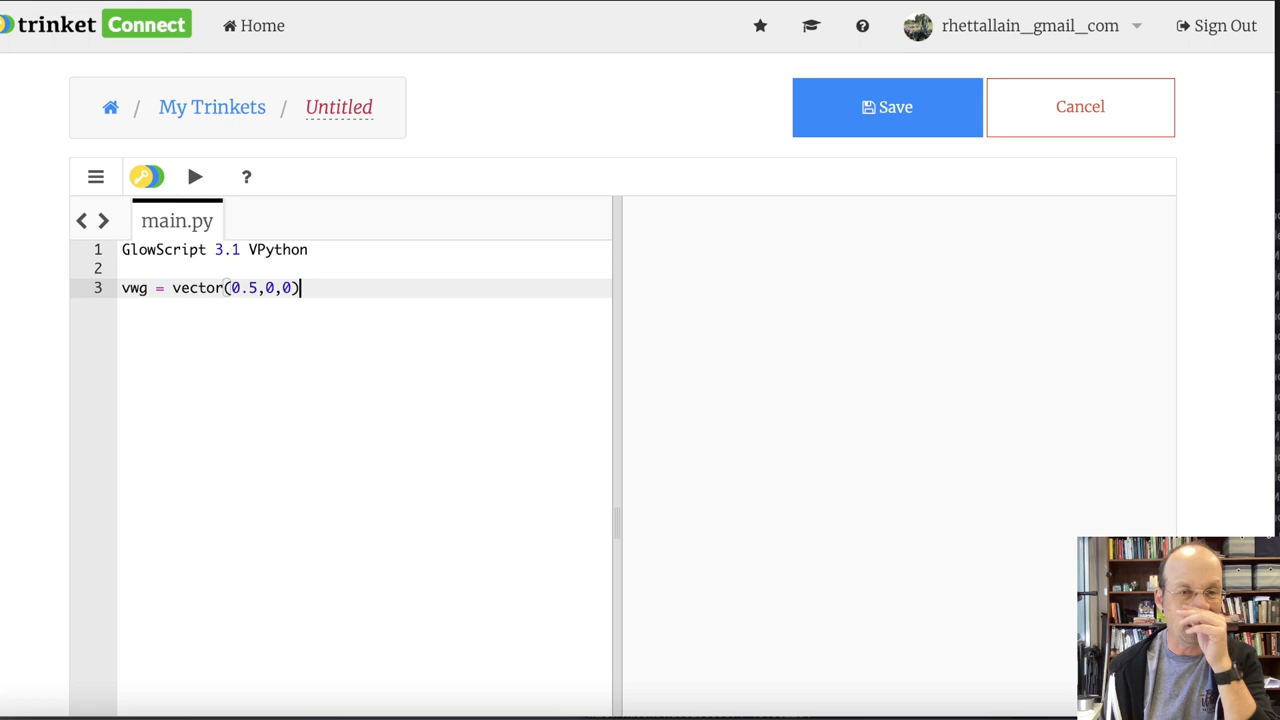 trinket Connect Home rhettallain_gmail_com Sign Out
/ My Trinkets / Untitled Save Cancel
?
main.py
1 GlowScript 3.1 VPython
2
3 vwg = vector(0.5,0,0)